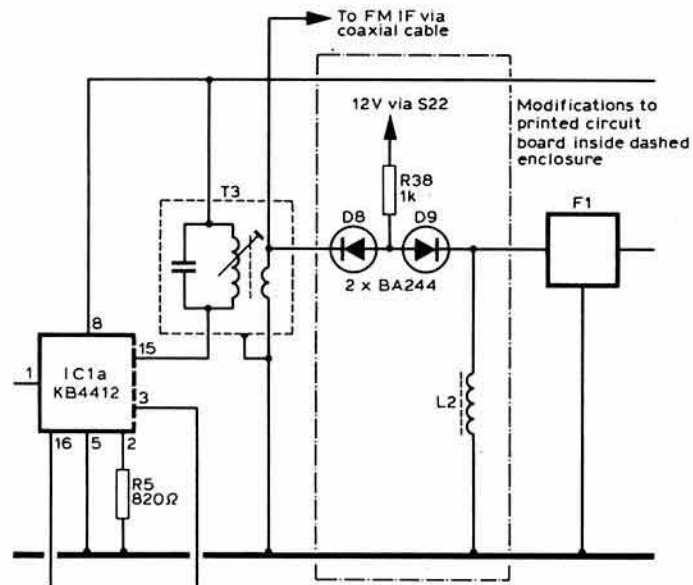 To FM IF via
coaxial cable
12V via S22
Modifications to
printed circuit
board inside dashed
enclosure
R38
1k
T3
D8
D9
F1
2 x BA244
8
15
1
IC1a
KB4412
3
16
5
2
L2
R5
820Ω